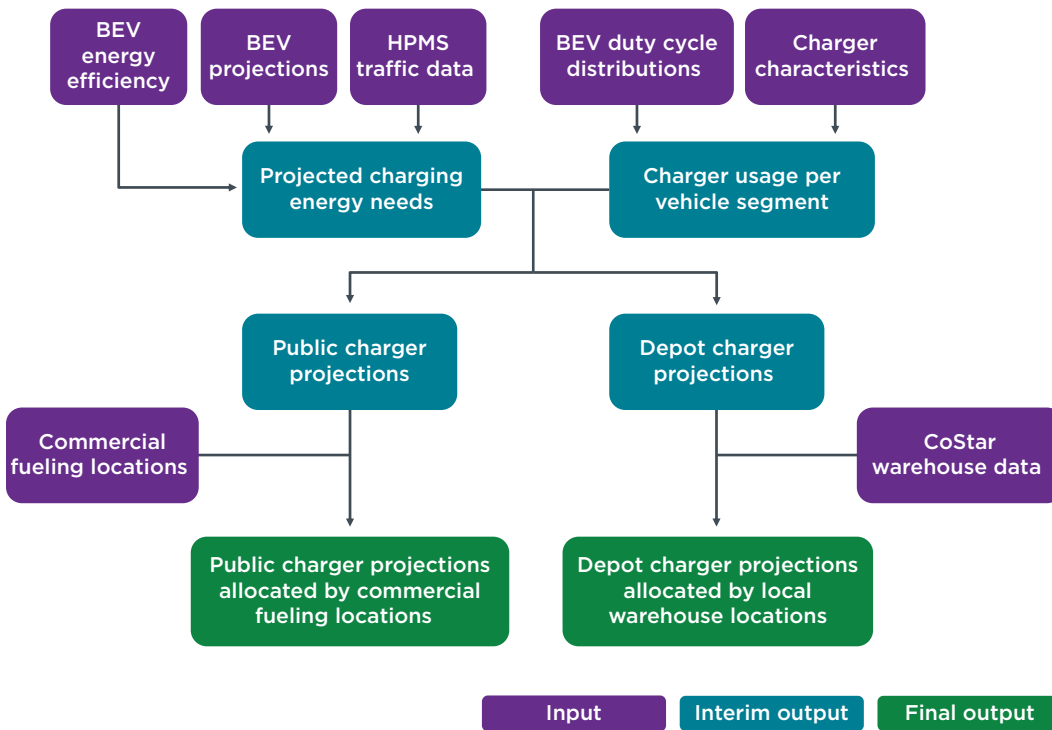 BEV
energy
efficiency
BEV
projections
HPMS
traffic data
BEV duty cycle
distributions
Charger
characteristics
Projected charging
energy needs
Charger usage per
vehicle segment
Public charger
projections
Depot charger
projections
Commercial
fueling locations
CoStar
warehouse data
Public charger projections
allocated by commercial
fueling locations
Depot charger projections
allocated by local
warehouse locations
Input
Interim output
Final output